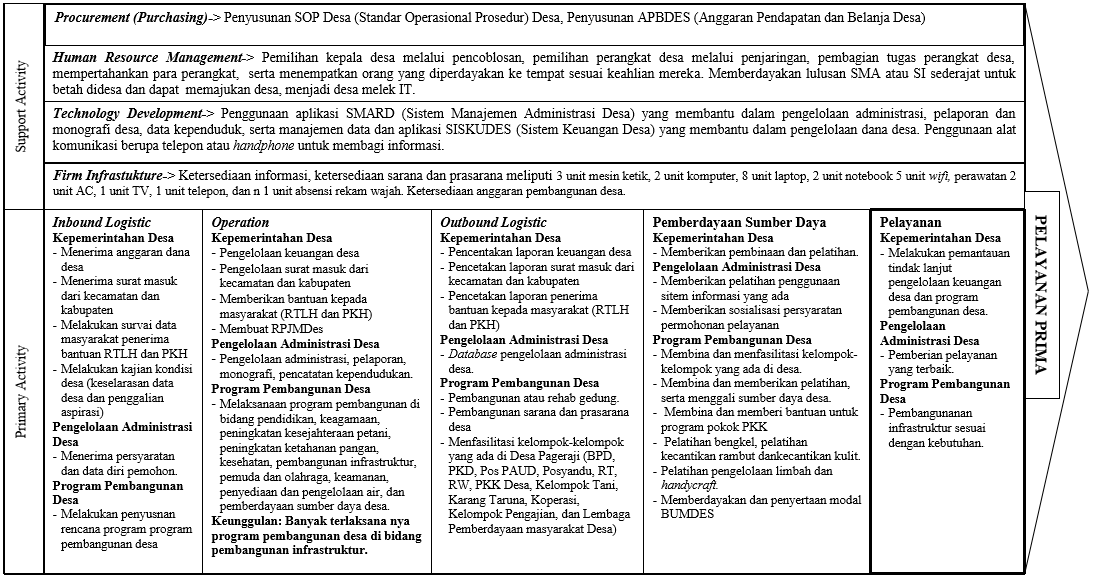 Support Activity
Procurement (Purchasing)-> Penyusunan SOP Desa (Standar Operasional Prosedur) Desa, Penyusunan APBDES (Anggaran Pendapatan dan Belanja Desa)
Human Resource Management-> Pemilihan kepala desa melalui pencoblosan, pemilihan perangkat desa melalui penjaringan, pembagian tugas perangkat desa,
mempertahankan para perangkat, serta menempatkan orang yang diperdayakan ke tempat sesuai keahlian mereka. Memberdayakan lulusan SMA atau SI sederajat untuk
betah didesa dan dapat memajukan desa, menjadi desa melek IT.
Technology Development-> Penggunaan aplikasi SMARD (Sistem Manajemen Administrasi Desa) yang membantu dalam pengelolaan administrasi, pelaporan dan
monografi desa, data kependuduk, serta manajemen data dan aplikasi SISKUDES (Sistem Keuangan Desa) yang membantu dalam pengelolaan dana desa. Penggunaan alat
komunikasi berupa telepon atau handphone untuk membagi informasi.
Firm Infrastukture-> Ketersediaan informasi, ketersediaan sarana dan prasarana meliputi 3 unit mesin ketik, 2 unit komputer, 8 unit laptop, 2 unit notebook 5 unit wifi, perawatan 2
unit AC, 1 unit TV, 1 unit telepon, dan n 1 unit absensi rekam wajah. Ketersediaan anggaran pembangunan desa.
Primary Activity
Inbound Logistic
Kepemerintahan Desa
- Menerima anggaran dana
desa
- Menerima surat masuk
dari kecamatan dan
kabupaten
- Melakukan survai data
masyarakat penerima
bantuan RTLH dan PKH
- Melakukan kajian kondisi
desa (keselarasan data
desa dan penggalian
aspirasi)
Pengelolaan Administrasi
Desa
- Menerima persyaratan
dan data diri pemohon.
Program Pembangunan
Desa
- Melakukan penyusnan
rencana program program
pembangunan desa
Operation
Kepemerintahan Desa
- Pengelolaan keuangan desa
- Pengelolaan surat masuk dari
kecamatan dan kabupaten
- Memberikan bantuan kepada
masyarakat (RTLH dan PKH)
- Membuat RPJMDes
Pengelolaan Administrasi Desa
- Pengelolaan administrasi, pelaporan,
monografi, pencatatan kependudukan.
Program Pembangunan Desa
- Melaksanaan program pembangunan di
bidang pendidikan, keagamaan,
peningkatan kesejahteraan petani,
peningkatan ketahanan pangan,
kesehatan, pembangunan infrastruktur,
pemuda dan olahraga, keamanan,
penyediaan dan pengelolaan air, dan
pemberdayaan sumber daya desa.
Keunggulan: Banyak terlaksana nya
program pembangunan desa di bidang
pembangunan infrastruktur.
Outbound Logistic
Kepemerintahan Desa
- Pencentakan laporan keuangan desa
- Pencetakan laporan surat masuk dari
kecamatan dan kabupaten
- Pencetakan laporan penerima
bantuan kepada masyarakat (RTLH
dan PKH)
Pengelolaan Administrasi Desa
- Database pengelolaan administrasi
desa.
Program Pembangunan Desa
- Pembangunan atau rehab gedung.
- Pembangunan sarana dan prasarana
desa
- Menfasilitasi kelompok-kelompok
yang ada di Desa Pageraji (BPD,
PKD, Pos PAUD, Posyandu, RT,
RW, PKK Desa, Kelompok Tani,
Karang Taruna, Koperasi,
Kelompok Pengajian, dan Lembaga
Pemberdayaan masyarakat Desa)
Pemberdayaan Sumber Daya
Kepemerintahan Desa
- Memberikan pembinaan dan pelatihan.
Pengelolaan Administrasi Desa
- Memberikan pelatihan penggunaan
sitem informasi yang ada
- Memberikan sosialisasi persyaratan
permohonan pelayanan
Program Pembangunan Desa
- Membina dan menfasilitasi kelompok-
kelompok yang ada di desa.
- Membina dan memberikan pelatihan,
serta menggali sumber daya desa.
- Membina dan memberi bantuan untuk
program pokok PKK
- Pelatihan bengkel, pelatihan
kecantikan rambut dankecantikan kulit.
- Pelatihan pengelolaan limbah dan
handycraft.
- Memberdayakan dan penyertaan modal
BUMDES
Pelayanan
Kepemerintahan Desa
- Melakukan pemantauan
tindak lanjut
pengelolaan keuangan
desa dan program
pembangunan desa.
Pengelolaan
Administrasi Desa
- Pemberian pelayanan
yang terbaik.
Program Pembangunan
Desa
- Pembangunanan
infrastruktur sesuai
dengan kebutuhan.
PELAYANAN PRIMA